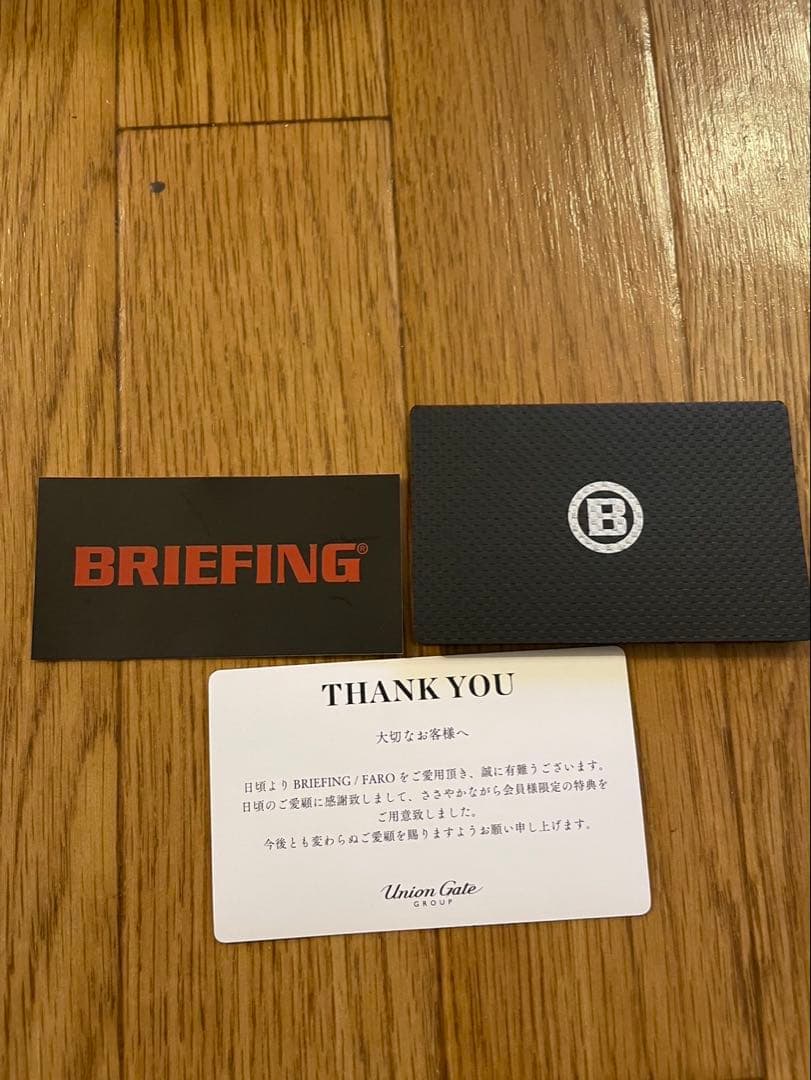 BRIEFING®
B
THANK YOU
大切なお客様へ
日頃より BRIEFING / FARO をご愛用頂き、誠に有難うございます。
日頃のご愛顧に感謝致しまして、ささやかながら会員様限定の特典を
ご用意致しました。
今後とも変わらぬご愛顧を賜りますようお願い申し上げます。
Union Gate
GROUP